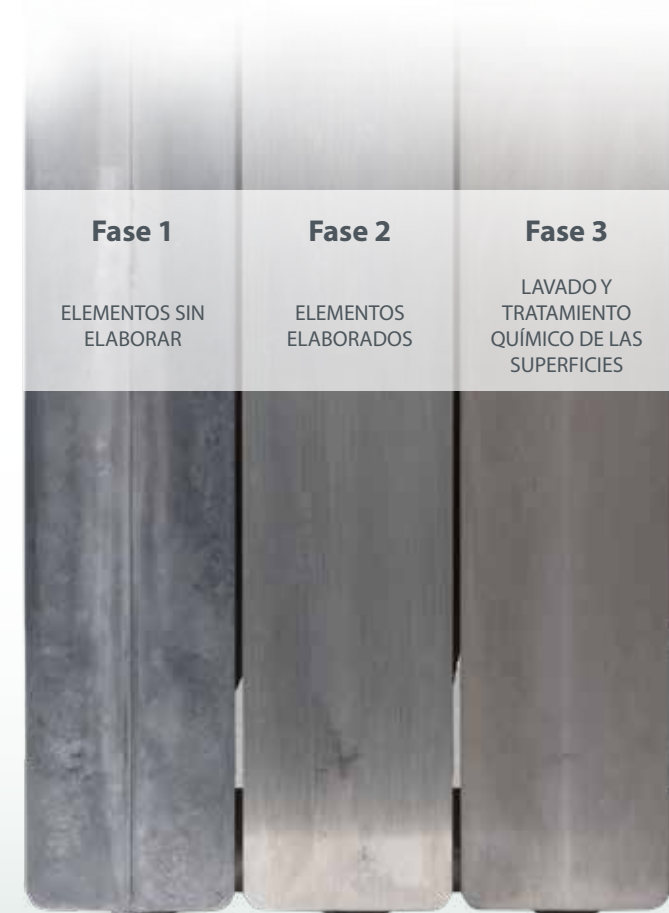 Fase 1
ELEMENTOS SIN
ELABORAR
Fase 2
ELEMENTOS
ELABORADOS
Fase 3
LAVADO Y
TRATAMIENTO
QUÍMICO DE LAS
SUPERFICIES